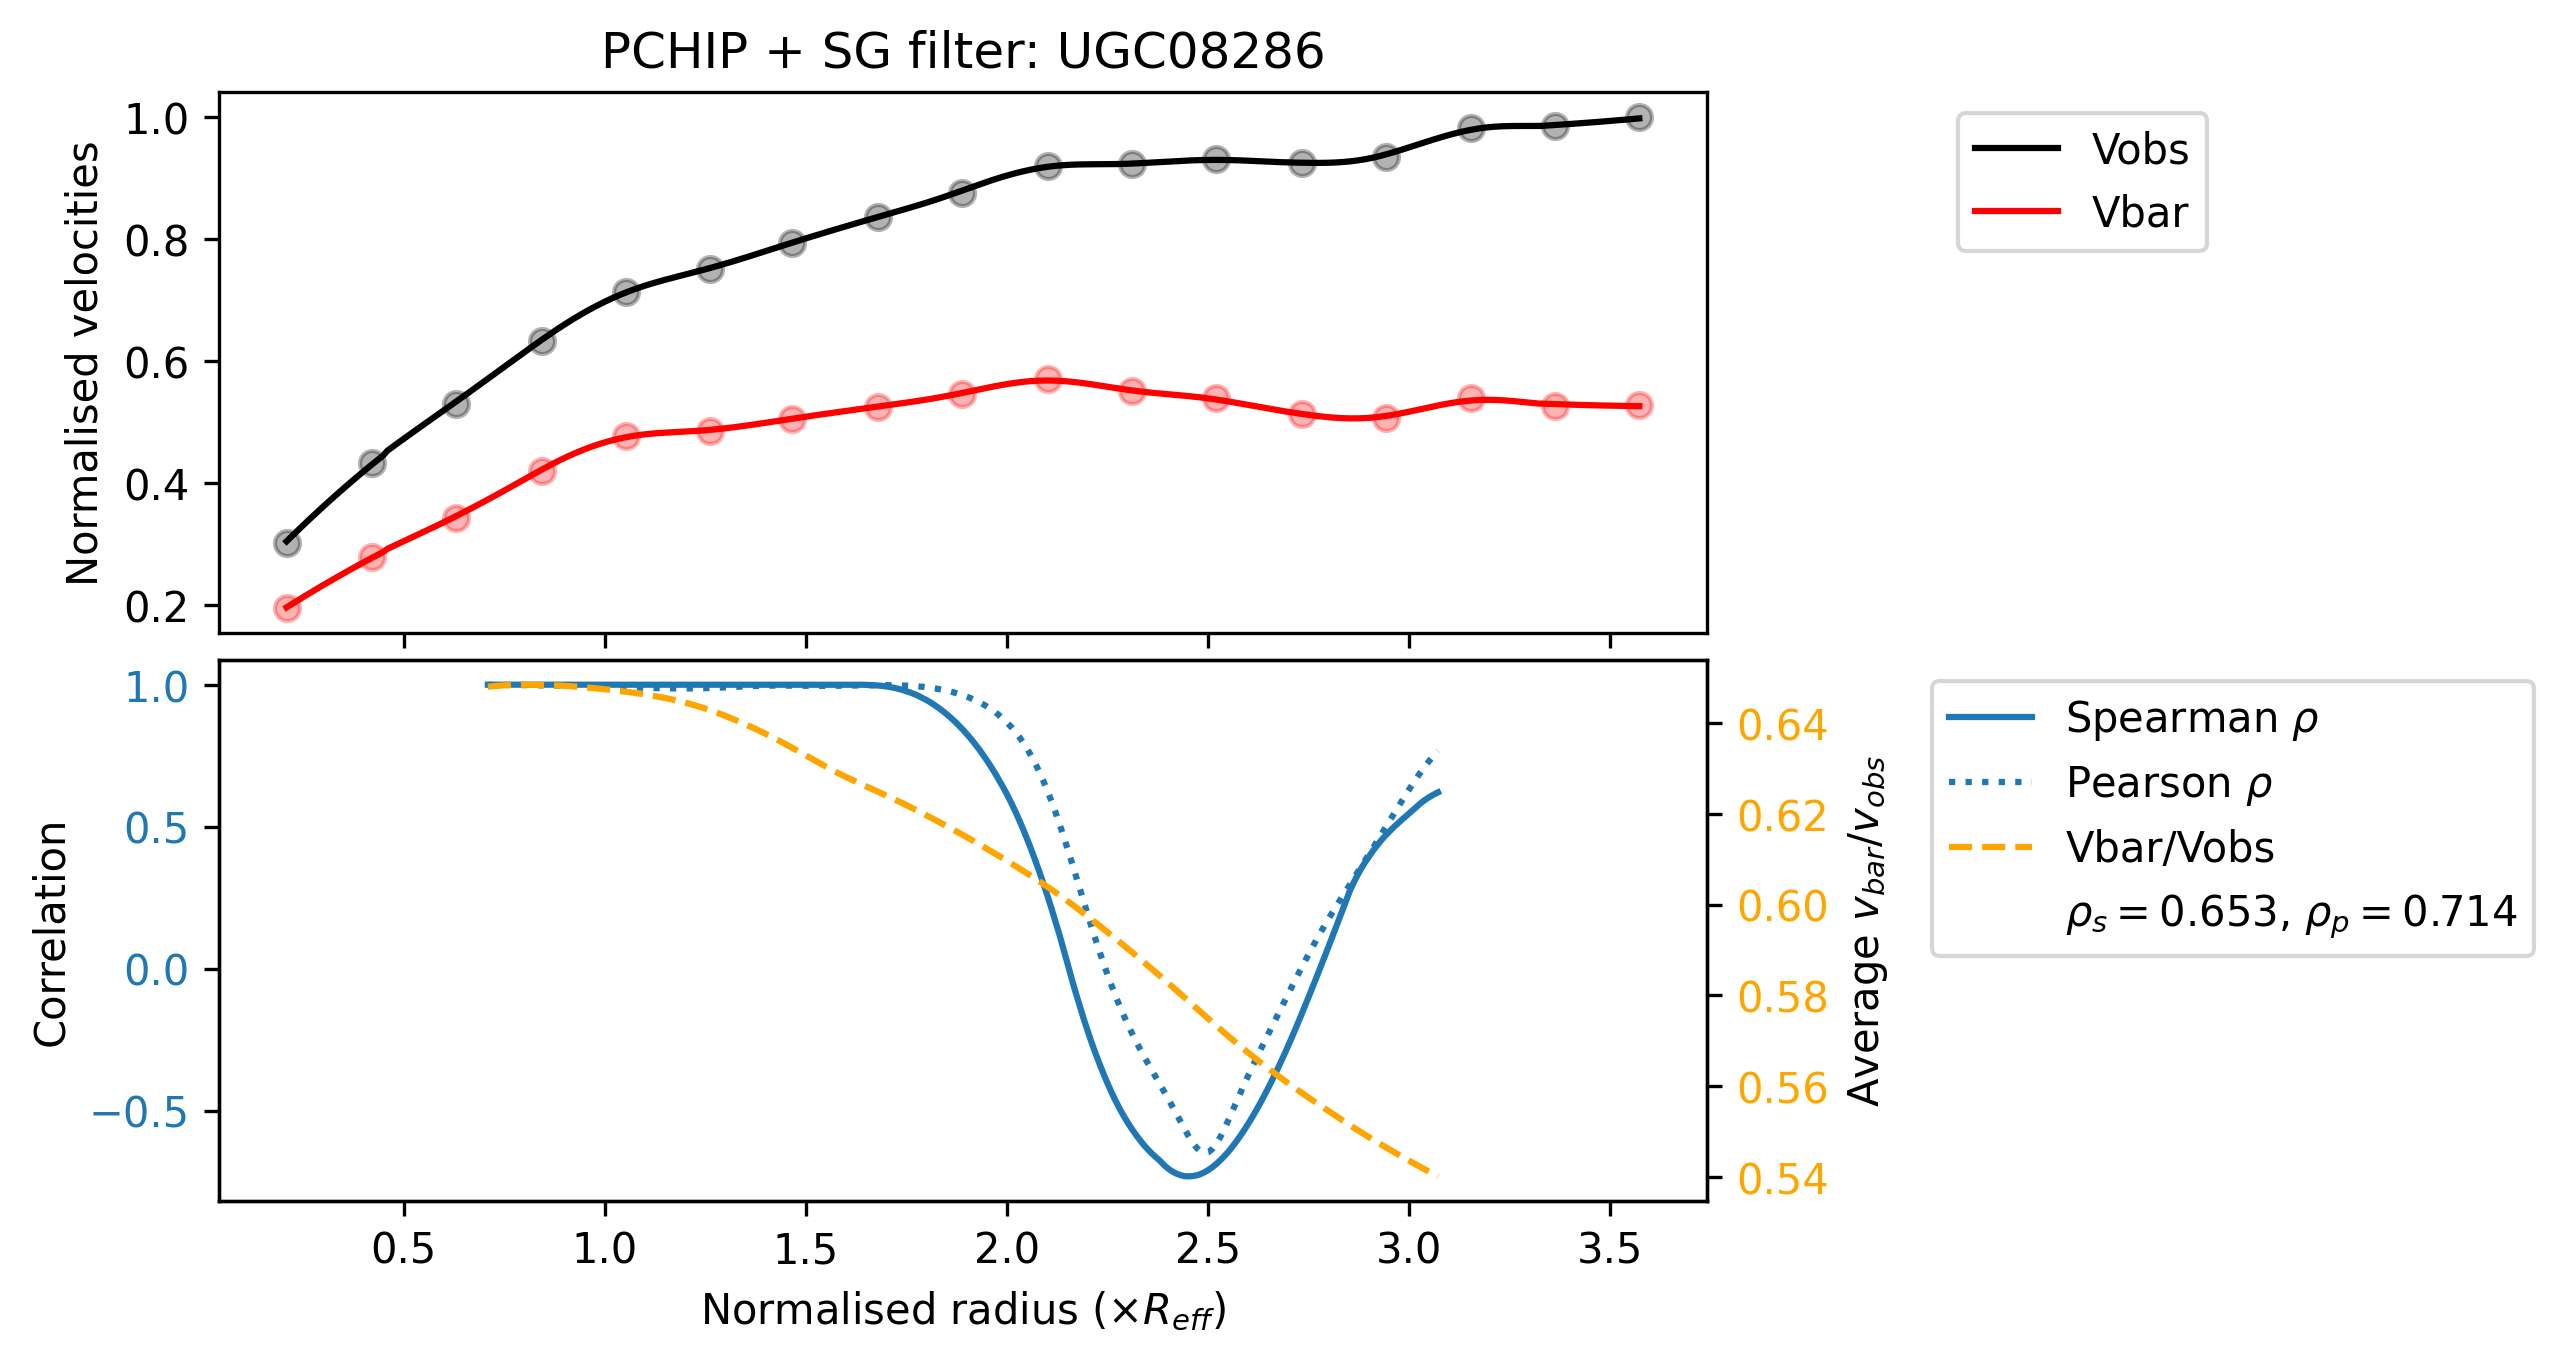 PCHIP + SG filter: UGC08286
Normalised velocities
1.0
0.8
0.6
0.4
0.2
Vobs
Vbar
Correlation
1.0
0.5
0.0
−0.5
0.64
0.62
0.60
0.58
0.56
0.54
Average v_bar/v_obs
Spearman ρ
Pearson ρ
Vbar/Vobs
ρ_s = 0.653, ρ_p = 0.714
0.5 1.0 1.5 2.0 2.5 3.0 3.5
Normalised radius (×R_eff)